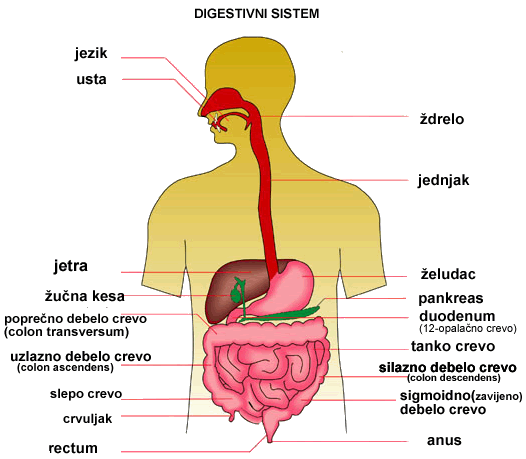 DIGESTIVNI SISTEM
jezik
usta
ždrelo
jednjak
jetra
želudac
žučna kesa
pankreas
poprečno debelo crevo
(colon transversum)
duodenum
(12-opalačno crevo)
tanko crevo
uzlazno debelo crevo
(colon ascendens)
silazno debelo crevo
(colon descendens)
slepo crevo
sigmoidno(zavijeno)
debelo crevo
crvuljak
rectum
anus